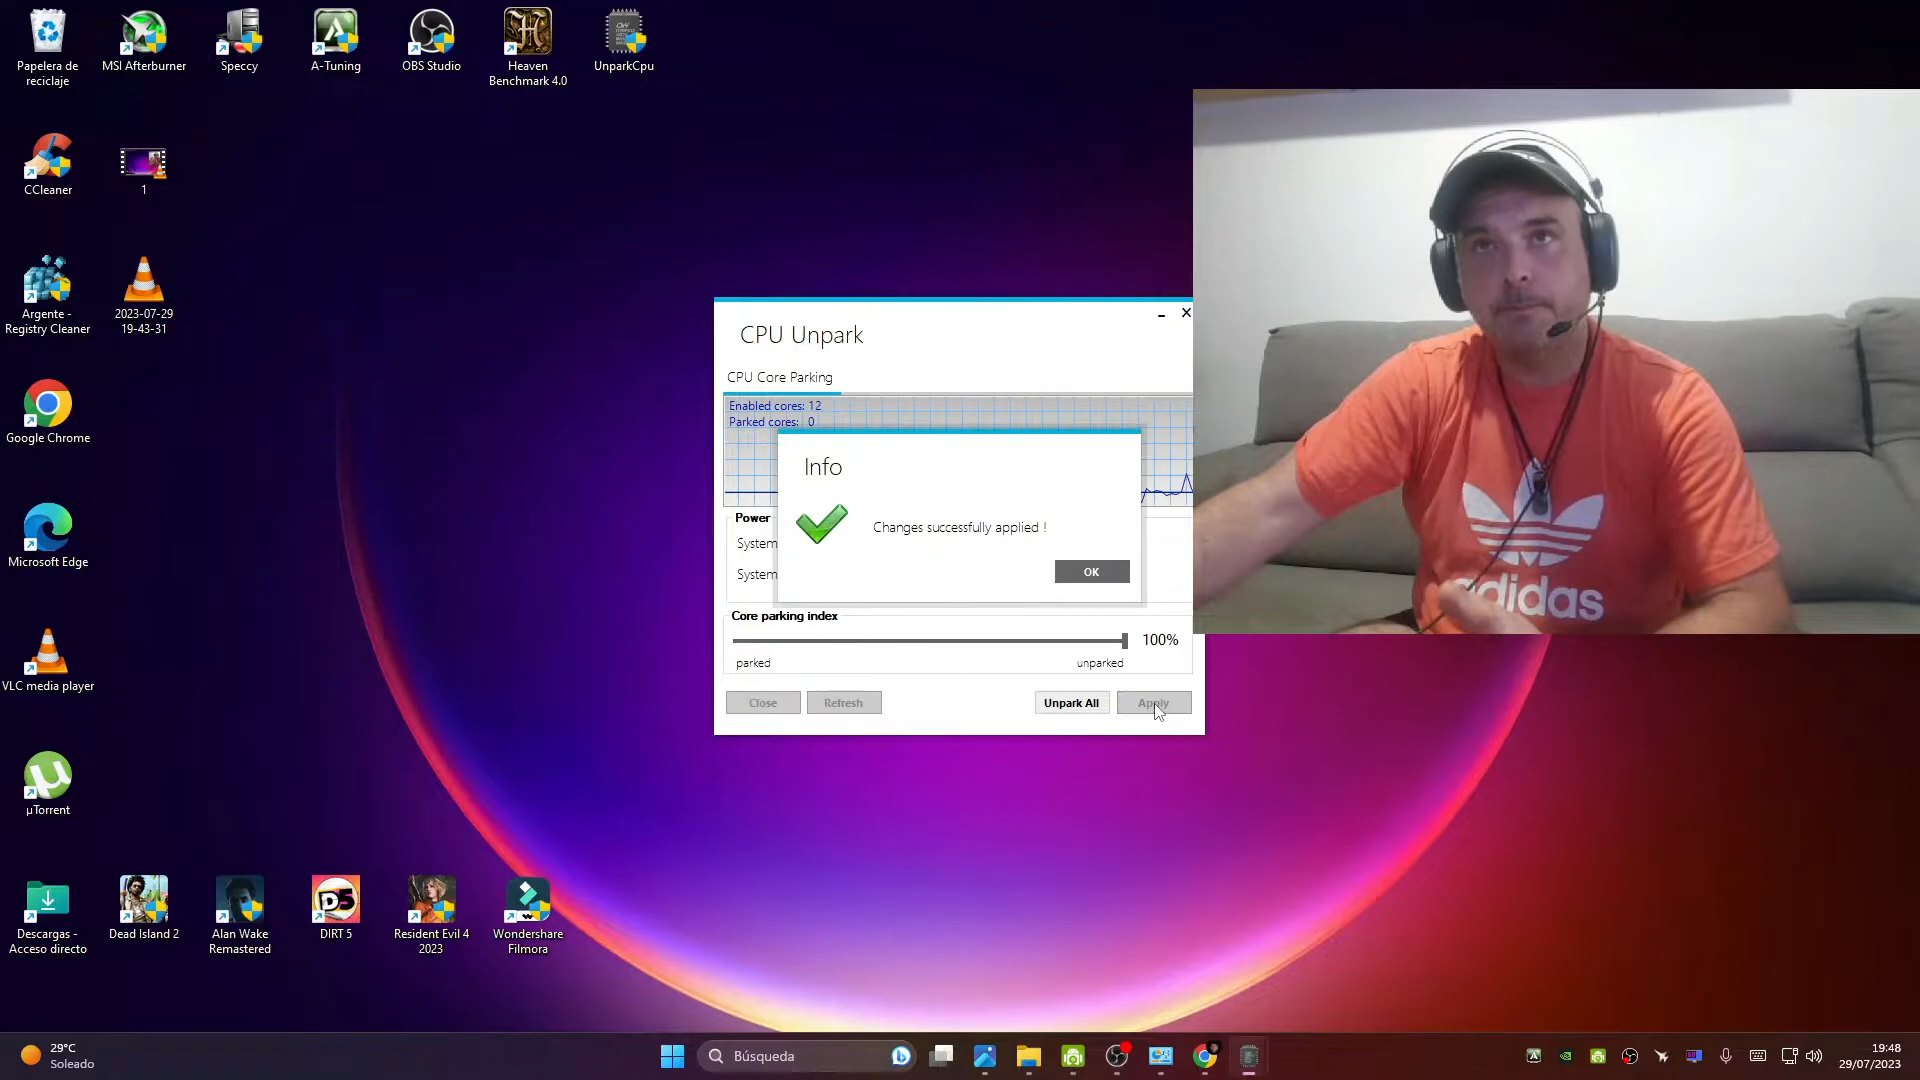 Papelera de
reciclaje
MSI Afterburner
Speccy
A-Tuning
OBS Studio
Heaven
Benchmark 4.0
UnparkCpu
CCleaner
1
Argente -
Registry Cleaner
2023-07-29
19-43-31
Google Chrome
Microsoft Edge
VLC media player
µTorrent
Descargas -
Acceso directo
Dead Island 2
Alan Wake
Remastered
DIRT 5
Resident Evil 4
2023
Wondershare
Filmora
CPU Unpark
CPU Core Parking
Enabled cores: 12
Parked cores: 0
Info
Changes successfully applied !
OK
Power
System
System
Core parking index
100%
parked
unparked
Close
Refresh
Unpark All
Apply
adidas
29°C
Soleado
Búsqueda
19:48
29/07/2023